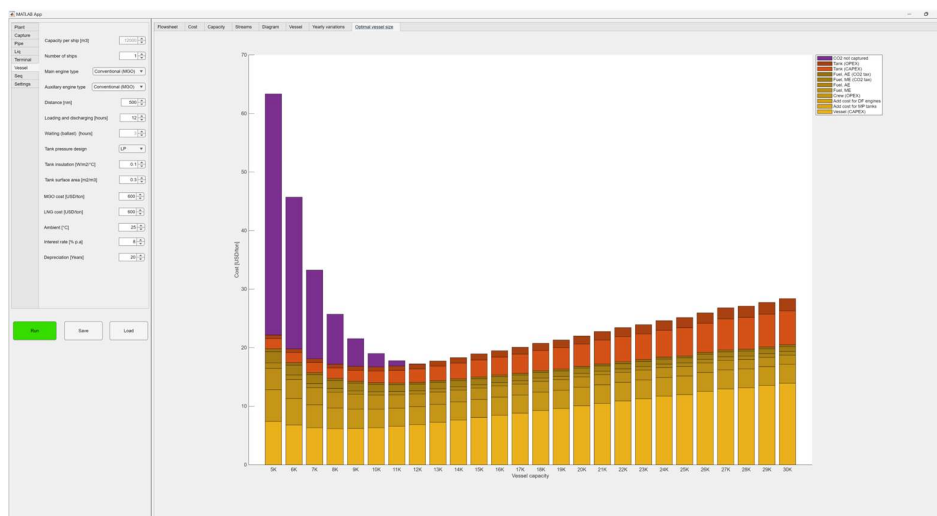 MATLAB App
Plant
Capture
Pipe
Liq
Terminal
Vessel
Seq
Settings
Capacity per ship [m3]
12000
Number of ships
1
Main engine type
Conventional (MGO)
Auxiliary engine type
Conventional (MGO)
Distance [nm]
500
Loading and discharging [hours]
12
Waiting (ballast) [hours]
Tank pressure design
LP
Tank insulation [W/m2/°C]
0.1
Tank surface area [m2/m3]
0.3
MGO cost [USD/ton]
600
LNG cost [USD/ton]
600
Ambient [°C]
25
Interest rate [% p.a]
8
Depreciation [Years]
20
Run
Save
Load
Flowsheet
Cost
Capacity
Streams
Diagram
Vessel
Yearly variations
Optimal vessel size
70
60
50
40
30
20
10
0
Cost [USD/ton]
CO2 not captured
Tank (OPEX)
Tank (CAPEX)
Fuel, AE (CO2 tax)
Fuel, ME (CO2 tax)
Fuel, AE
Fuel, ME
Crew (OPEX)
Add cost for DF engines
Add cost for MP tanks
Vessel (CAPEX)
5K 6K 7K 8K 9K 10K 11K 12K 13K 14K 15K 16K 17K 18K 19K 20K 21K 22K 23K 24K 25K 26K 27K 28K 29K 30K
Vessel capacity